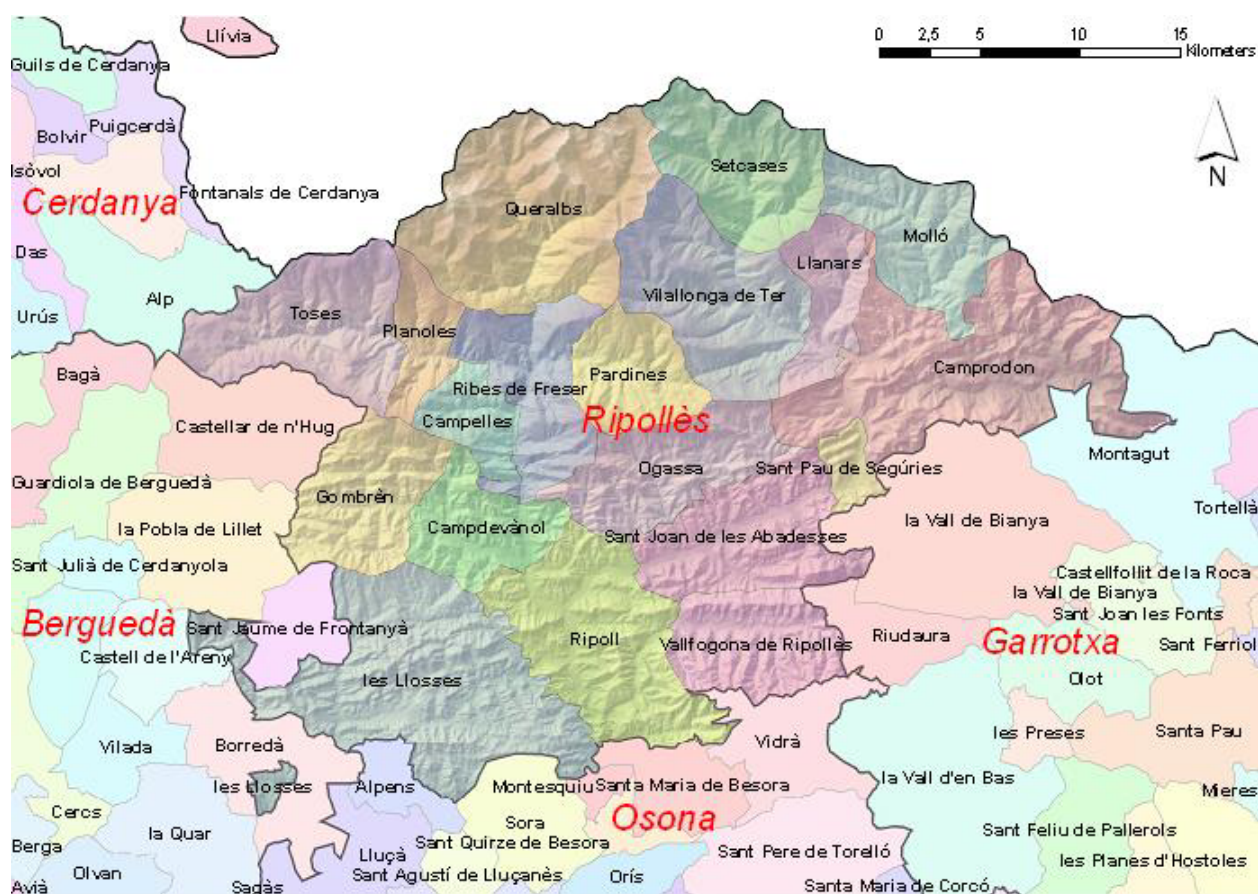 Llívia
0 2,5 5 10 15
Kilometers
Guils de Cerdanya
Bolvir
Puigcerdà
Isòvol
Fontanals de Cerdanya
Cerdanya
N
Setcases
Queralbs
Molló
Das
Llanars
Alp
Vilallonga de Ter
Urús
Toses
Planoles
Bagà
Ribes de Freser
Pardines
Camprodon
Ripollès
Castellar de n'Hug
Campelles
Montagut
Guardiola de Berguedà
Gombrèn
Ogassa
Sant Pau de Segúries
Tortellà
la Pobla de Lillet
Campdevànol
Sant Joan de les Abadesses
la Vall de Bianya
Sant Julià de Cerdanyola
Castellfollit de la Roca
la Vall de Bianya
Sant Joan les Fonts
Berguedà
Sant Jaume de Frontanyà
Ripoll
Vallfogona de Ripollès
Riudaura
Garrotxa
Sant Ferriol
Castell de l'Areny
les Llosses
Olot
Vilada
Borredà
Vidrà
les Preses
Santa Pau
les Llosses
Alpens
Montesquiu
Santa Maria de Besora
la Vall d'en Bas
Mieres
Cercs
la Quar
Sora
Osona
Sant Feliu de Pallerols
Berga
Lluçà
Sant Quirze de Besora
Sant Pere de Torelló
les Planes d'Hostoles
Olvan
Sant Agustí de Lluçanès
Orís
Sadàs
Santa Maria de Corcó
Avià